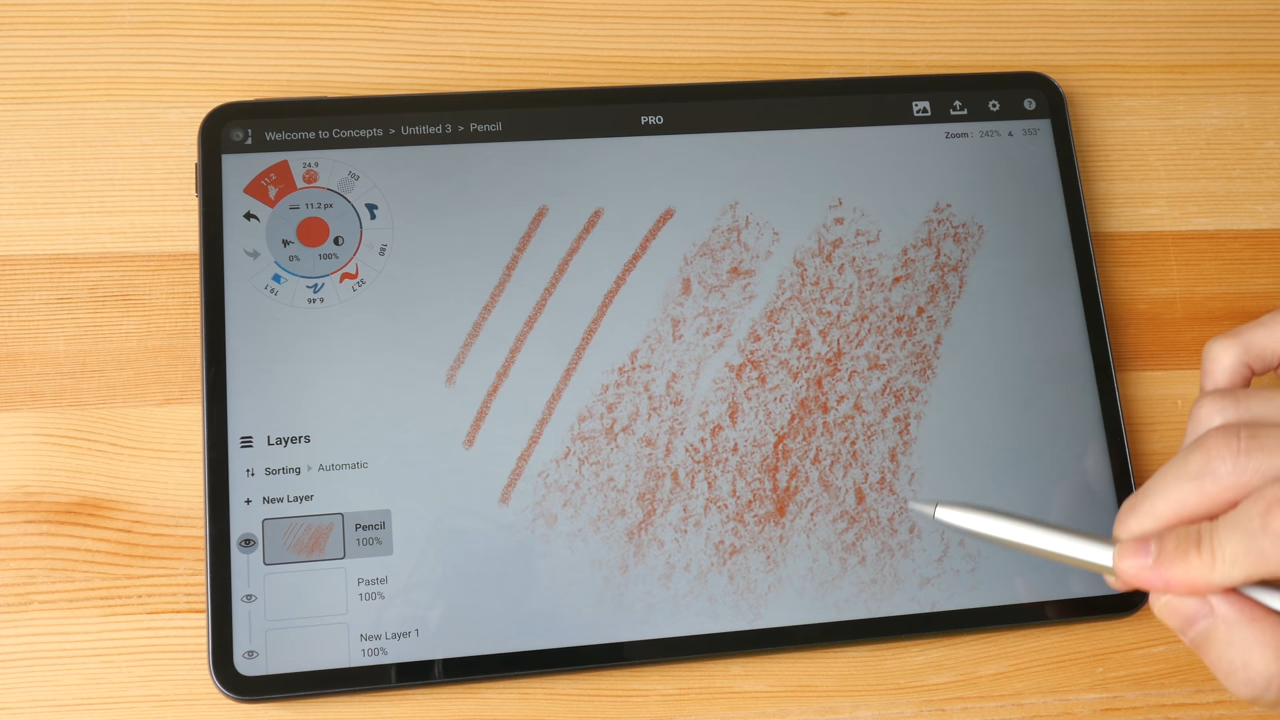 Welcome to Concepts > Untitled 3 > Pencil
PRO
Zoom : 242% 353°
24.9
103
11.2
11.2 px
180
0%
100%
32.7
6.46
19.1
Layers
Sorting Automatic
+ New Layer
Pencil
100%
Pastel
100%
New Layer 1
100%